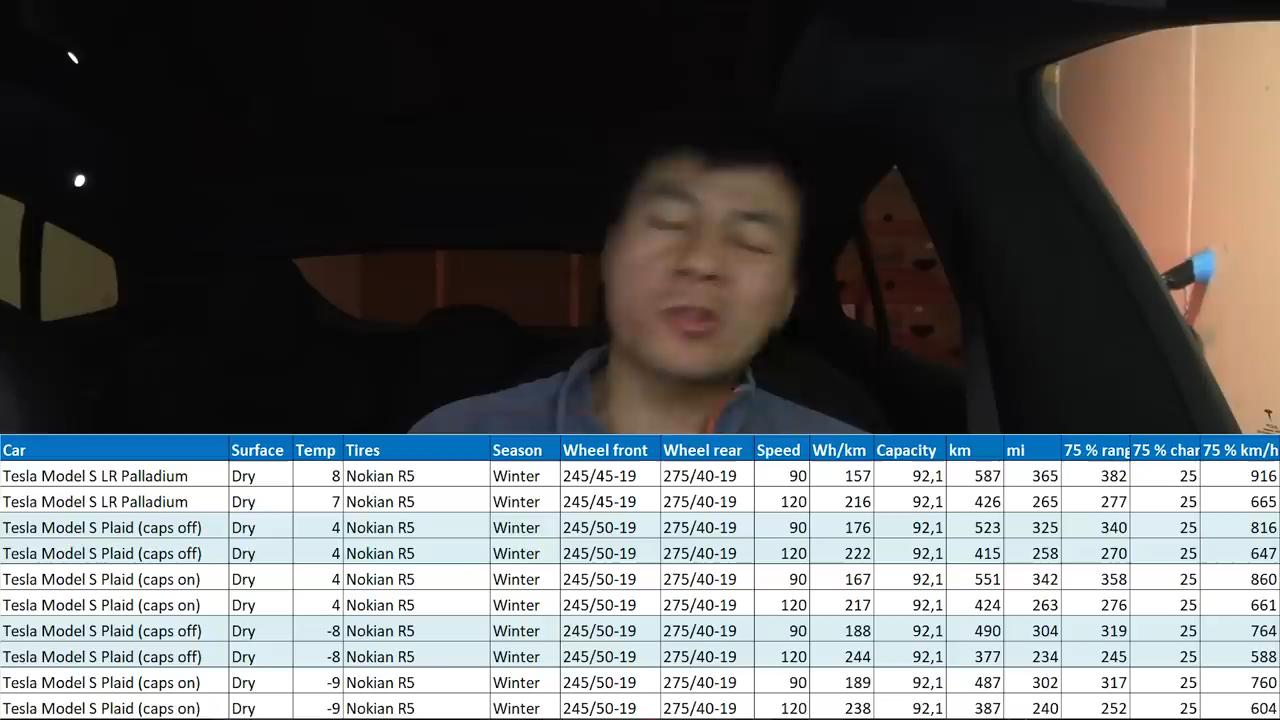 Car Surface Temp Tires Season Wheel front Wheel rear Speed Wh/km Capacity km mi 75 % rang 75 % char 75 % km/h
Tesla Model S LR Palladium Dry 8 Nokian R5 Winter 245/45-19 275/40-19 90 157 92,1 587 365 382 25 916
Tesla Model S LR Palladium Dry 7 Nokian R5 Winter 245/45-19 275/40-19 120 216 92,1 426 265 277 25 665
Tesla Model S Plaid (caps off) Dry 4 Nokian R5 Winter 245/50-19 275/40-19 90 176 92,1 523 325 340 25 816
Tesla Model S Plaid (caps off) Dry 4 Nokian R5 Winter 245/50-19 275/40-19 120 222 92,1 415 258 270 25 647
Tesla Model S Plaid (caps on) Dry 4 Nokian R5 Winter 245/50-19 275/40-19 90 167 92,1 551 342 358 25 860
Tesla Model S Plaid (caps on) Dry 4 Nokian R5 Winter 245/50-19 275/40-19 120 217 92,1 424 263 276 25 661
Tesla Model S Plaid (caps off) Dry -8 Nokian R5 Winter 245/50-19 275/40-19 90 188 92,1 490 304 319 25 764
Tesla Model S Plaid (caps off) Dry -8 Nokian R5 Winter 245/50-19 275/40-19 120 244 92,1 377 234 245 25 588
Tesla Model S Plaid (caps on) Dry -9 Nokian R5 Winter 245/50-19 275/40-19 90 189 92,1 487 302 317 25 760
Tesla Model S Plaid (caps on) Dry -9 Nokian R5 Winter 245/50-19 275/40-19 120 238 92,1 387 240 252 25 604